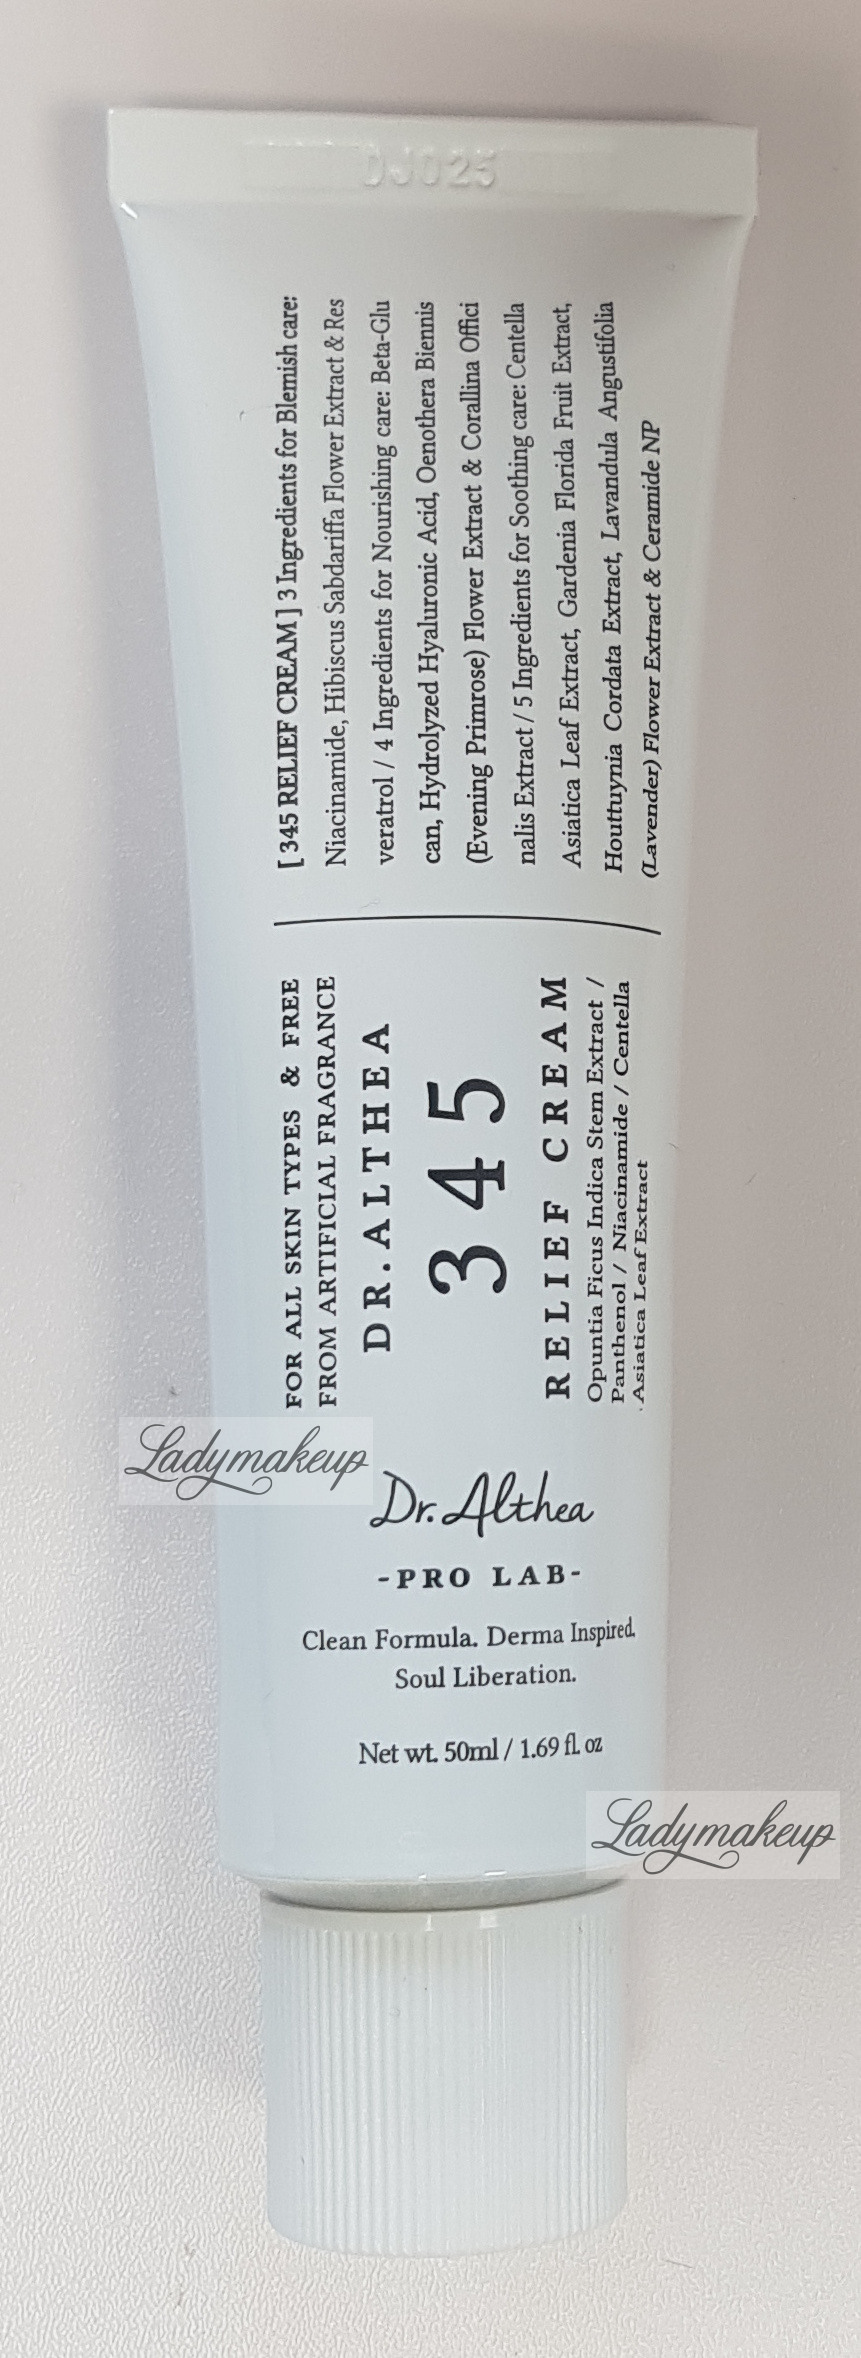 DJ025
[ 345 RELIEF CREAM ] 3 Ingredients for Blemish care:
Niacinamide, Hibiscus Sabdariffa Flower Extract & Res
veratrol / 4 Ingredients for Nourishing care: Beta-Glu
can, Hydrolyzed Hyaluronic Acid, Oenothera Biennis
(Evening Primrose) Flower Extract & Corallina Offici
nalis Extract / 5 Ingredients for Soothing care: Centella
Asiatica Leaf Extract, Gardenia Florida Fruit Extract,
Houttuynia Cordata Extract, Lavandula Angustifolia
(Lavender) Flower Extract & Ceramide NP
FOR ALL SKIN TYPES & FREE
FROM ARTIFICIAL FRAGRANCE
DR.ALTHEA
345
RELIEF CREAM
Opuntia Ficus Indica Stem Extract /
Panthenol / Niacinamide / Centella
Asiatica Leaf Extract
Ladymakeup
Dr. Althea
-PRO LAB-
Clean Formula. Derma Inspired.
Soul Liberation.
Net wt. 50ml / 1.69 fl. oz
Ladymakeup